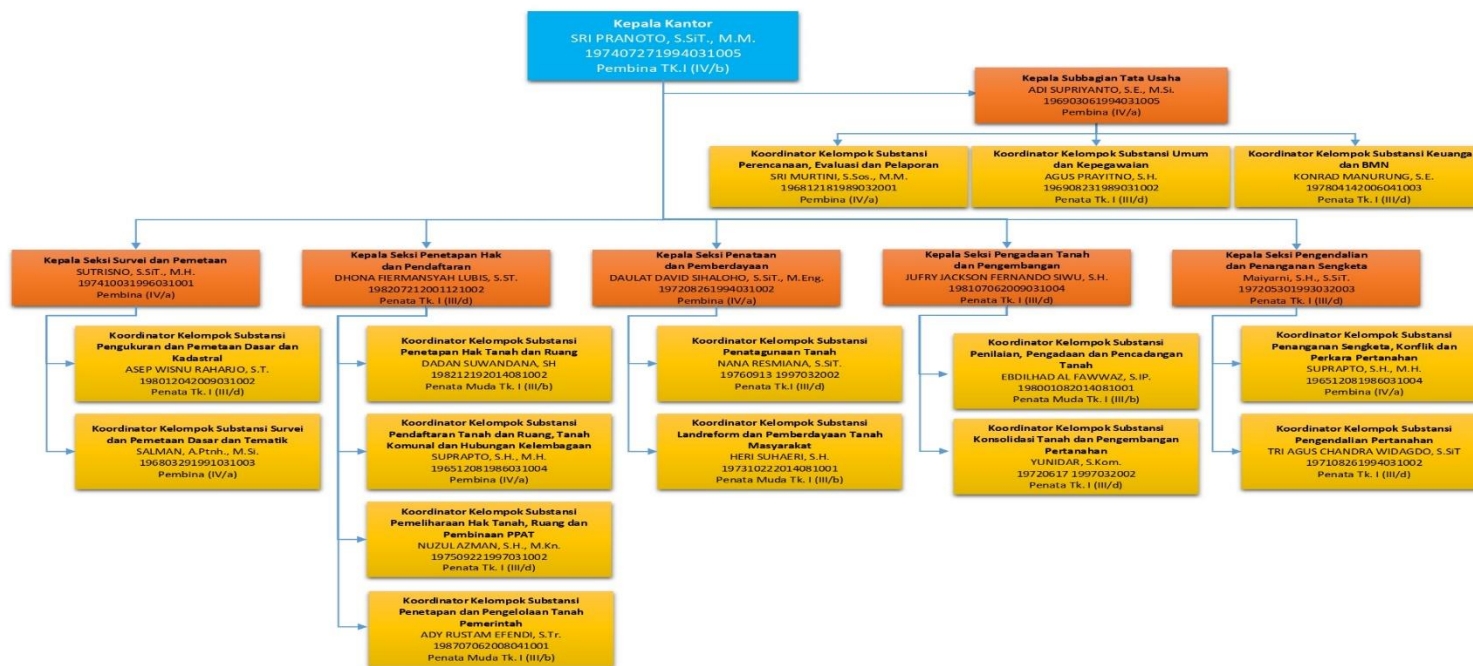 Kepala Kantor
SRI PRANOTO, S.SiT., M.M.
197407271994031005
Pembina TK.I (IV/b)
Kepala Subbagian Tata Usaha
ADI SUPRIYANTO, S.E., M.Si.
196903061994031005
Pembina (IV/a)
Koordinator Kelompok Substansi
Perencanaan, Evaluasi dan Pelaporan
SRI MURTINI, S.Sos., M.M.
196812181989032001
Pembina (IV/a)
Koordinator Kelompok Substansi Umum
dan Kepegawaian
AGUS PRAYITNO, S.H.
196908231989031002
Penata Tk. I (III/d)
Koordinator Kelompok Substansi Keuanga
dan BMN
KONRAD MANURUNG, S.E.
197804142006041003
Penata Tk. I (III/d)
Kepala Seksi Survei dan Pemetaan
SUTRISNO, S.SiT., M.H.
197410031996031001
Pembina (IV/a)
Koordinator Kelompok Substansi
Pengukuran dan Pemetaan Dasar dan
Kadastral
ASEP WISNU RAHARJO, S.T.
198012042009031002
Penata Tk. I (III/d)
Koordinator Kelompok Substansi Survei
dan Pemetaan Dasar dan Tematik
SALMAN, A.Ptnh., M.Si.
196803291991031003
Pembina (IV/a)
Kepala Seksi Penetapan Hak
dan Pendaftaran
DHONA FIERMANSYAH LUBIS, S.ST.
198207212001121002
Penata Tk. I (III/d)
Koordinator Kelompok Substansi
Penetapan Hak Tanah dan Ruang
DADAN SUWANDANA, SH
198212192014081002
Penata Muda Tk. I (III/b)
Koordinator Kelompok Substansi
Pendaftaran Tanah dan Ruang, Tanah
Komunal dan Hubungan Kelembagaan
SUPRAPTO, S.H., M.H.
196512081986031004
Pembina (IV/a)
Koordinator Kelompok Substansi
Pemeliharaan Hak Tanah, Ruang dan
Pembinaan PPAT
NUZUL AZMAN, S.H., M.Kn.
197509221997031002
Penata Tk. I (III/d)
Koordinator Kelompok Substansi
Penetapan dan Pengelolaan Tanah
Pemerintah
ADY RUSTAM EFENDI, S.Tr.
198707062008041001
Penata Muda Tk. I (III/b)
Kepala Seksi Penataan
dan Pemberdayaan
DAULAT DAVID SIHALOHO, S.SiT., M.Eng.
197208261994031002
Pembina (IV/a)
Koordinator Kelompok Substansi
Penatagunaan Tanah
NANA RESMIANA, S.SiT.
19760913 1997032002
Penata Tk.I (III/d)
Koordinator Kelompok Substansi
Landreform dan Pemberdayaan Tanah
Masyarakat
HERI SUHAERI, S.H.
197310222014081001
Penata Muda Tk. I (III/b)
Kepala Seksi Pengadaan Tanah
dan Pengembangan
JUFRY JACKSON FERNANDO SIWU, S.H.
198107062009031004
Penata Tk. I (III/d)
Koordinator Kelompok Substansi
Penilaian, Pengadaan dan Pencadangan
Tanah
EBDILHAD AL FAWWAZ, S.IP.
198001082014081001
Penata Muda Tk. I (III/b)
Koordinator Kelompok Substansi
Konsolidasi Tanah dan Pengembangan
Pertanahan
YUNIDAR, S.Kom.
19720617 1997032002
Penata Tk. I (III/d)
Kepala Seksi Pengendalian
dan Penanganan Sengketa
Maiyarni, S.H., S.SiT.
197205301993032003
Penata Tk. I (III/d)
Koordinator Kelompok Substansi
Penanganan Sengketa, Konflik dan
Perkara Pertanahan
SUPRAPTO, S.H., M.H.
196512081986031004
Pembina (IV/a)
Koordinator Kelompok Substansi
Pengendalian Pertanahan
TRI AGUS CHANDRA WIDAGDO, S.SiT
197108261994031002
Penata Tk. I (III/d)